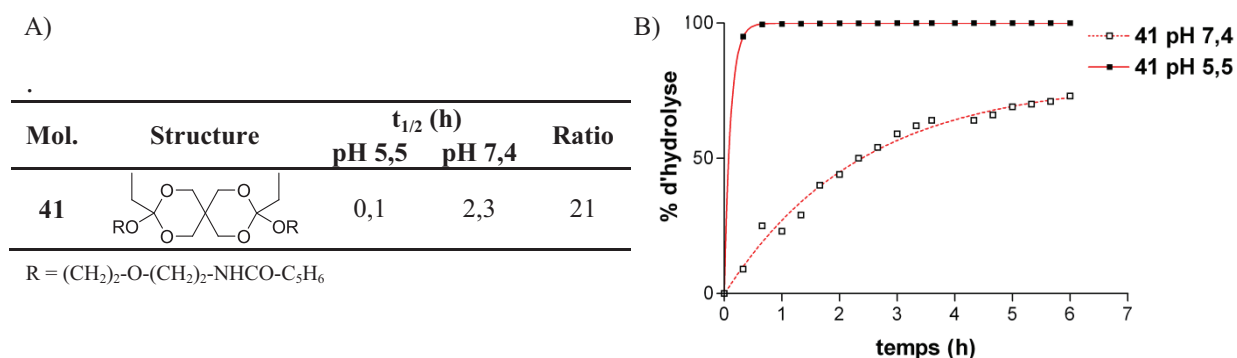 A)
.
Mol. Structure t1/2 (h) Ratio
pH 5,5 pH 7,4
41 0,1 2,3 21
O O
RO OR
O O
R = (CH2)2-O-(CH2)2-NHCO-C5H6
B)
100
50
0
0 1 2 3 4 5 6 7
% d'hydrolyse
temps (h)
41 pH 7,4
41 pH 5,5